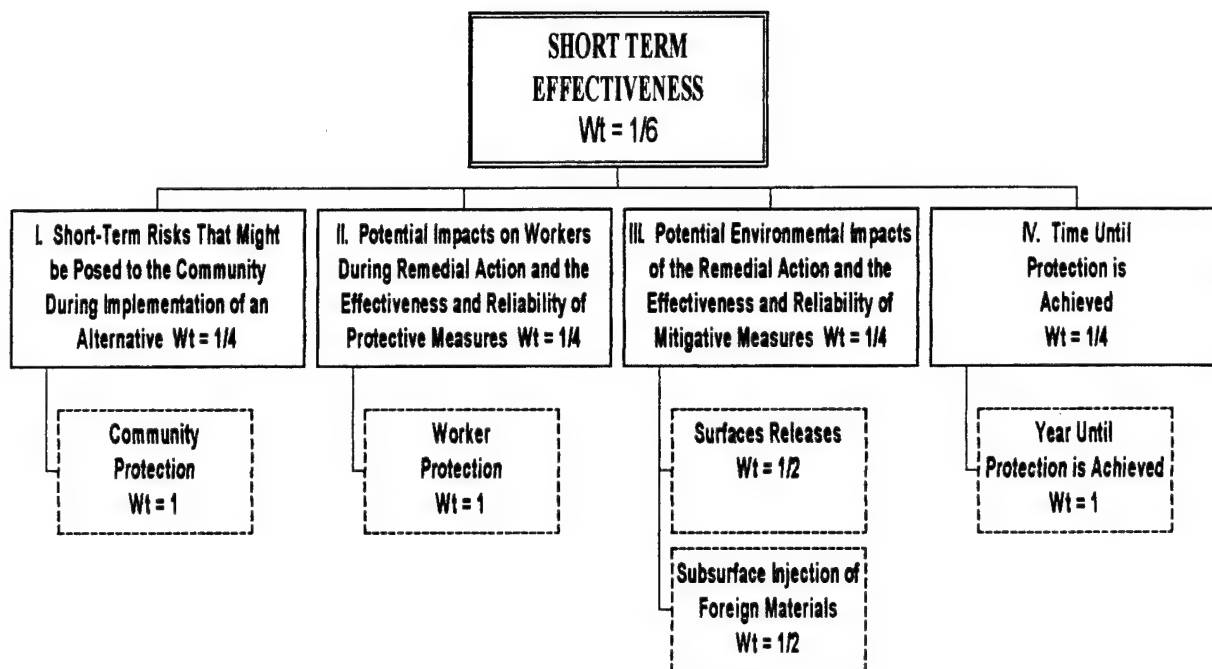 SHORT TERM
EFFECTIVENESS
Wt = 1/6
I. Short-Term Risks That Might
be Posed to the Community
During Implementation of an
Alternative Wt = 1/4
II. Potential Impacts on Workers
During Remedial Action and the
Effectiveness and Reliability of
Protective Measures Wt = 1/4
III. Potential Environmental Impacts
of the Remedial Action and the
Effectiveness and Reliability of
Mitigative Measures Wt = 1/4
IV. Time Until
Protection is
Achieved
Wt = 1/4
Community
Protection
Wt = 1
Worker
Protection
Wt = 1
Surfaces Releases
Wt = 1/2
Subsurface Injection of
Foreign Materials
Wt = 1/2
Year Until
Protection is Achieved
Wt = 1